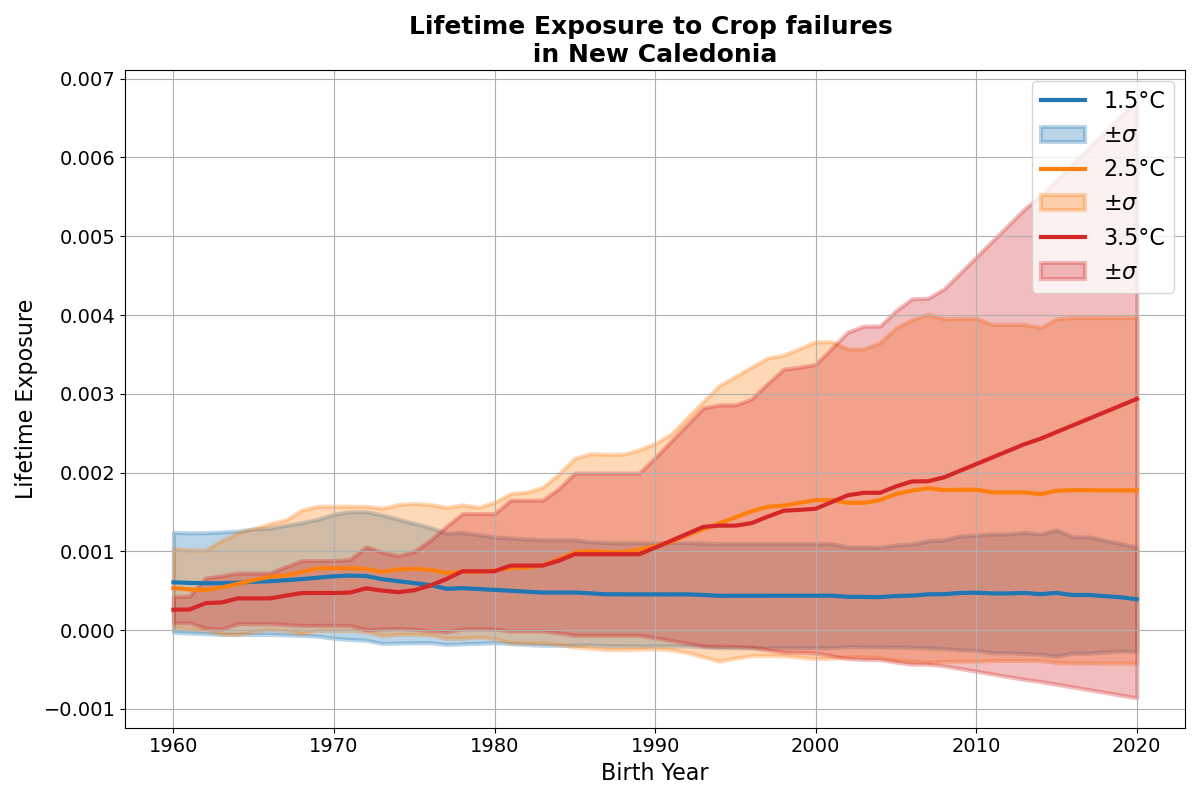 Lifetime Exposure to Crop failures
in New Caledonia
0.007
0.006
0.005
0.004
0.003
0.002
0.001
0.000
−0.001
Lifetime Exposure
1960
1970
1980
1990
2000
2010
2020
Birth Year
1.5°C
±σ
2.5°C
±σ
3.5°C
±σ